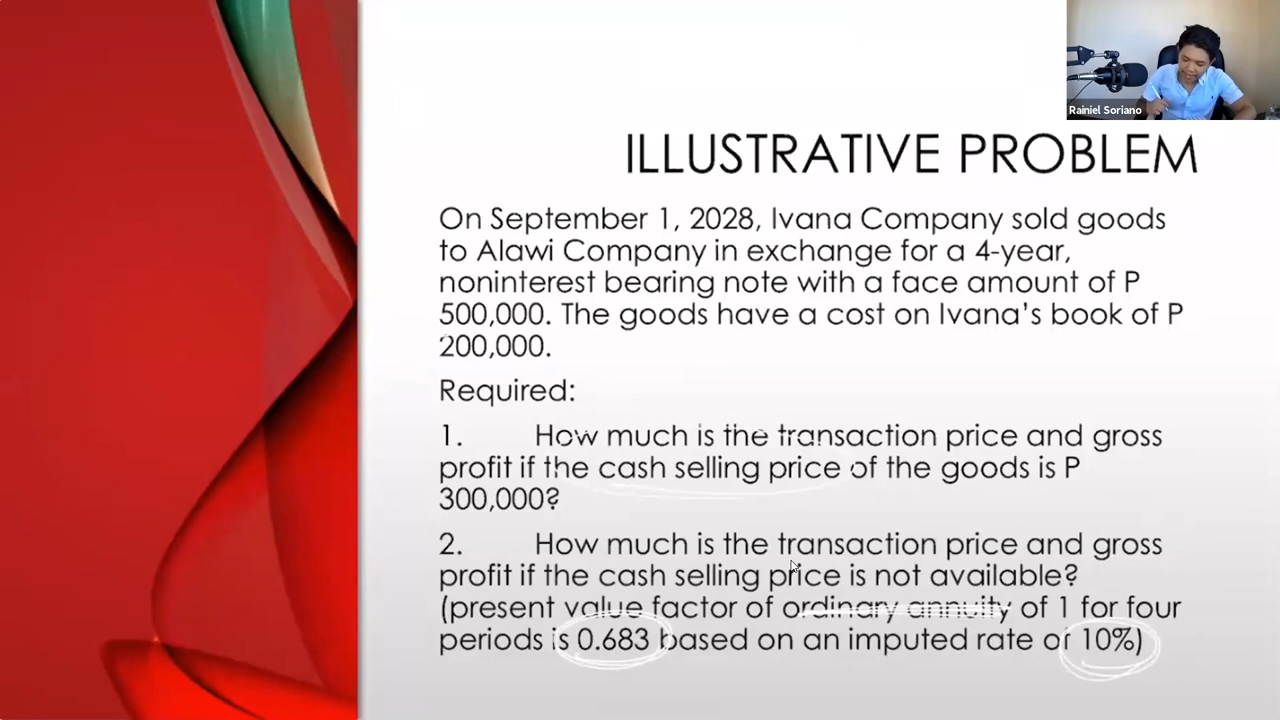 Rainiel Soriano
ILLUSTRATIVE PROBLEM
On September 1, 2028, Ivana Company sold goods
to Alawi Company in exchange for a 4-year,
noninterest bearing note with a face amount of P
500,000. The goods have a cost on Ivana's book of P
200,000.
Required:
1. How much is the transaction price and gross
profit if the cash selling price of the goods is P
300,000?
2. How much is the transaction price and gross
profit if the cash selling price is not available?
(present value factor of ordinary annuity of 1 for four
periods is 0.683 based on an imputed rate of 10%)